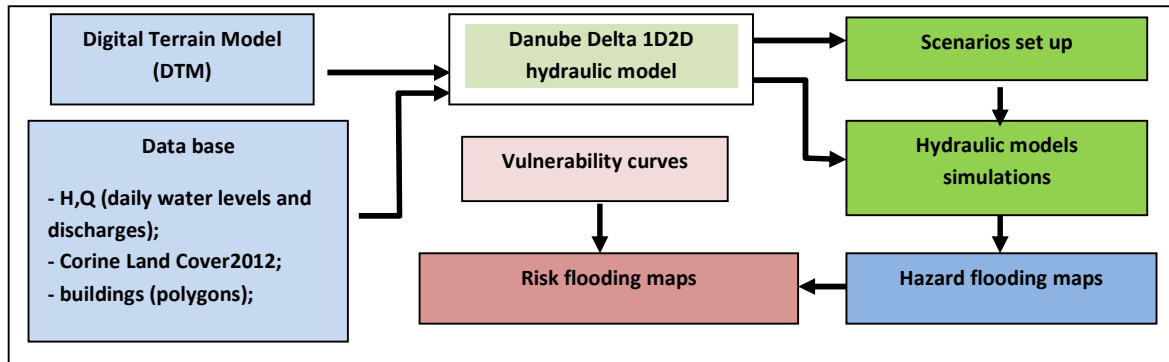 Digital Terrain Model
(DTM)
Danube Delta 1D2D
hydraulic model
Scenarios set up
Data base
- H,Q (daily water levels and
discharges);
- Corine Land Cover2012;
- buildings (polygons);
Vulnerability curves
Hydraulic models
simulations
Risk flooding maps
Hazard flooding maps